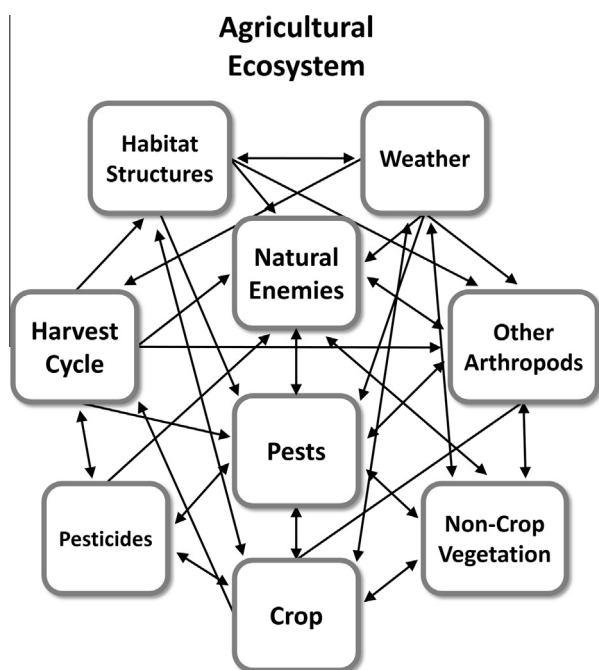 Agricultural
Ecosystem
Habitat
Structures
Weather
Natural
Enemies
Harvest
Cycle
Other
Arthropods
Pests
Pesticides
Non-Crop
Vegetation
Crop